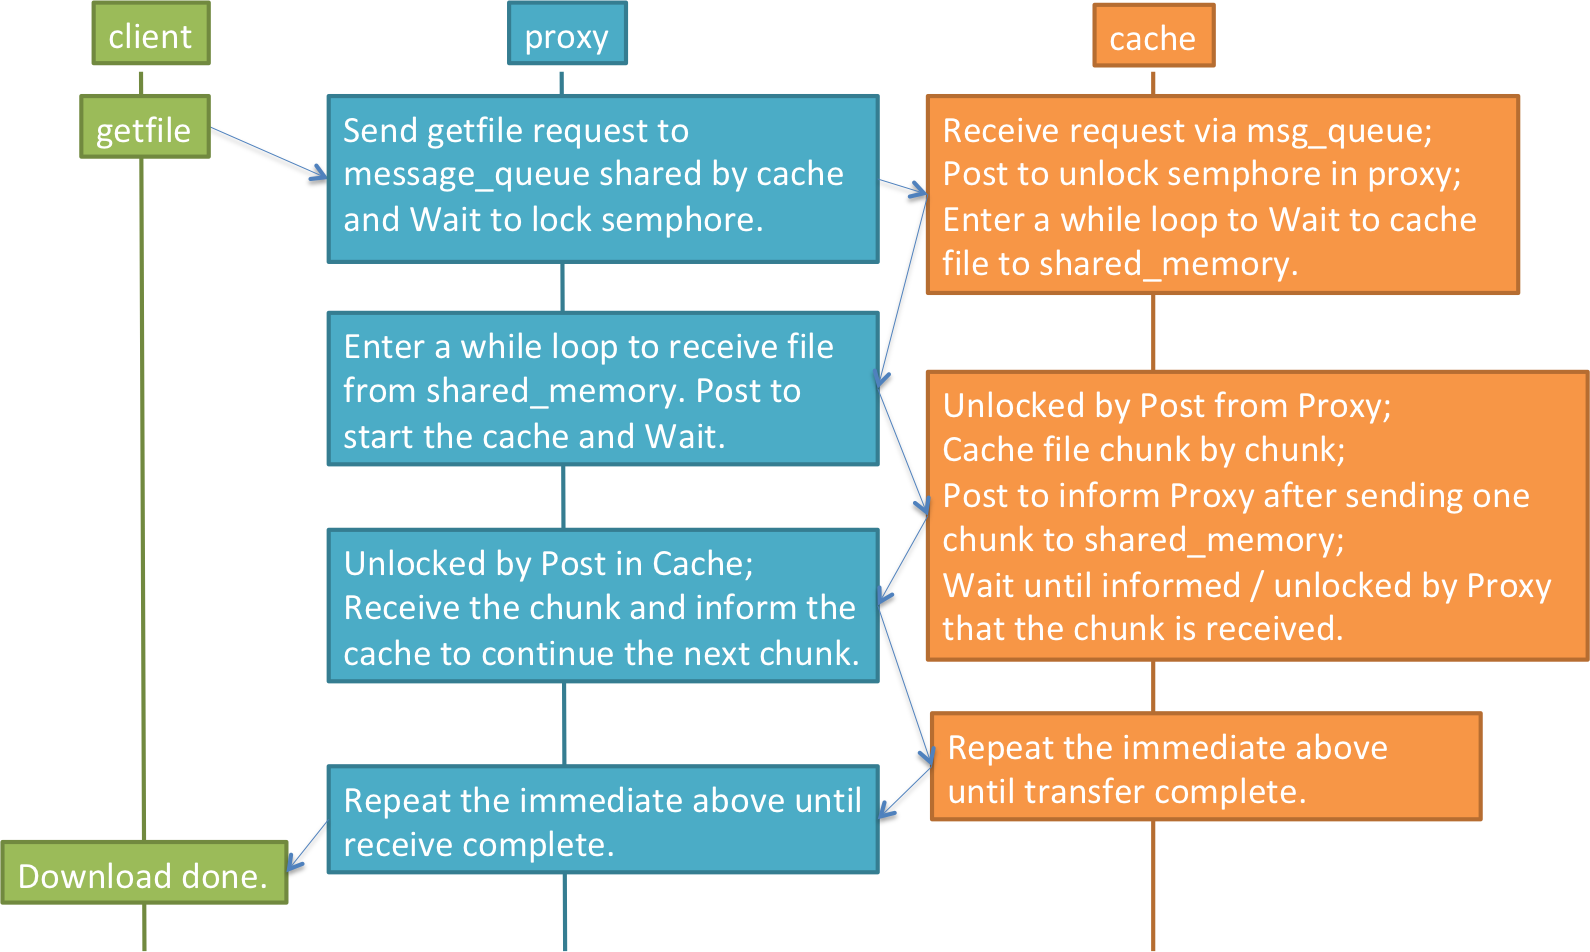 client
proxy
cache
getfile
Send getfile request to
message_queue shared by cache
and Wait to lock semphore.
Receive request via msg_queue;
Post to unlock semphore in proxy;
Enter a while loop to Wait to cache
file to shared_memory.
Enter a while loop to receive file
from shared_memory. Post to
start the cache and Wait.
Unlocked by Post from Proxy;
Cache file chunk by chunk;
Post to inform Proxy after sending one
chunk to shared_memory;
Wait until informed / unlocked by Proxy
that the chunk is received.
Unlocked by Post in Cache;
Receive the chunk and inform the
cache to continue the next chunk.
Repeat the immediate above
until transfer complete.
Repeat the immediate above until
receive complete.
Download done.